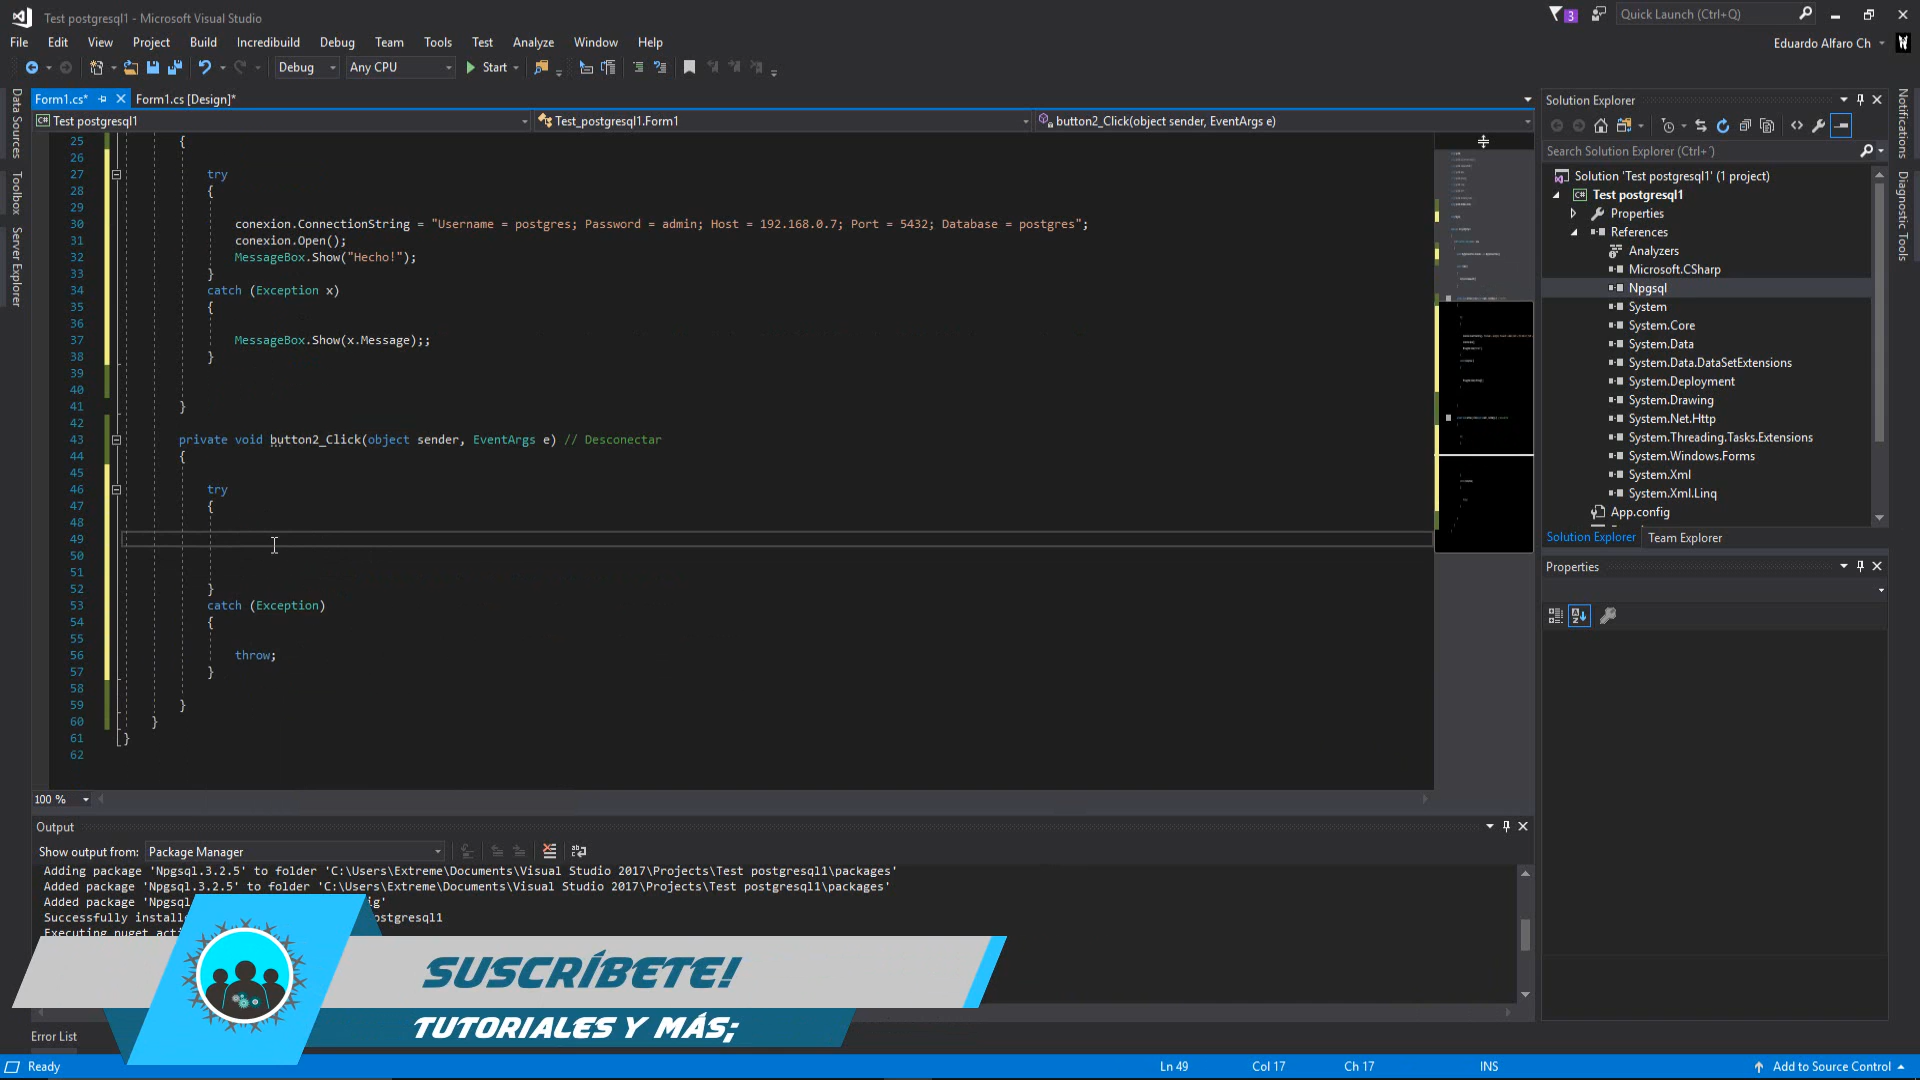 Test postgresql1 - Microsoft Visual Studio
3
Quick Launch (Ctrl+Q)
File Edit View Project Build Incredibuild Debug Team Tools Test Analyze Window Help
Eduardo Alfaro Ch
Debug
Any CPU
Start
Form1.cs*
Form1.cs [Design]*
Test postgresql1
Test_postgresql1.Form1
button2_Click(object sender, EventArgs e)
Data Sources
Toolbox
Server Explorer
25 {
26
27 try
28 {
29
30 conexion.ConnectionString = "Username = postgres; Password = admin; Host = 192.168.0.7; Port = 5432; Database = postgres";
31 conexion.Open();
32 MessageBox.Show("Hecho!");
33 }
34 catch (Exception x)
35 {
36
37 MessageBox.Show(x.Message);;
38 }
39
40
41 }
42
43 private void button2_Click(object sender, EventArgs e) // Desconectar
44 {
45
46 try
47 {
48
49
50
51
52 }
53 catch (Exception)
54 {
55
56 throw;
57 }
58
59 }
60 }
61 }
62
100 %
Solution Explorer
Search Solution Explorer (Ctrl+´)
Solution 'Test postgresql1' (1 project)
Test postgresql1
Properties
References
Analyzers
Microsoft.CSharp
Npgsql
System
System.Core
System.Data
System.Data.DataSetExtensions
System.Deployment
System.Drawing
System.Net.Http
System.Threading.Tasks.Extensions
System.Windows.Forms
System.Xml
System.Xml.Linq
App.config
Solution Explorer
Team Explorer
Properties
Notifications
Diagnostic Tools
Output
Show output from: Package Manager
Adding package 'Npgsql.3.2.5' to folder 'C:\Users\Extreme\Documents\Visual Studio 2017\Projects\Test postgresql1\packages'
Added package 'Npgsql.3.2.5' to folder 'C:\Users\Extreme\Documents\Visual Studio 2017\Projects\Test postgresql1\packages'
Added package 'Npgsql
Successfully
Executing nuget
SUSCRÍBETE!
TUTORIALES Y MÁS;
Error List
Ready
Ln 49
Col 17
Ch 17
INS
Add to Source Control